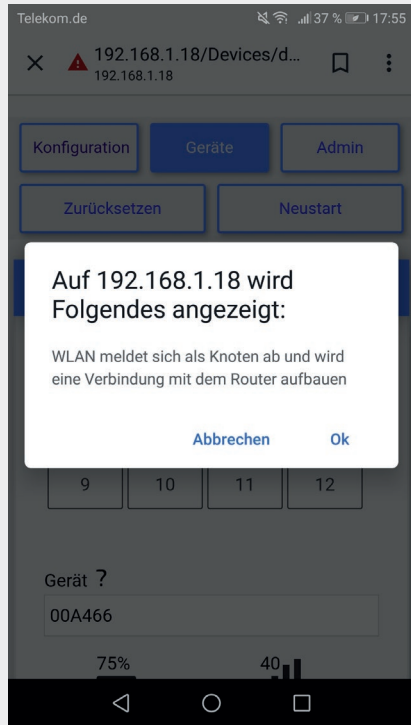 Telekom.de 37 % 17:55
192.168.1.18/Devices/d...
192.168.1.18
Konfiguration Geräte Admin
Zurücksetzen Neustart
Auf 192.168.1.18 wird
Folgendes angezeigt:
WLAN meldet sich als Knoten ab und wird
eine Verbindung mit dem Router aufbauen
Abbrechen Ok
9 10 11 12
Gerät ?
00A466
75% 40